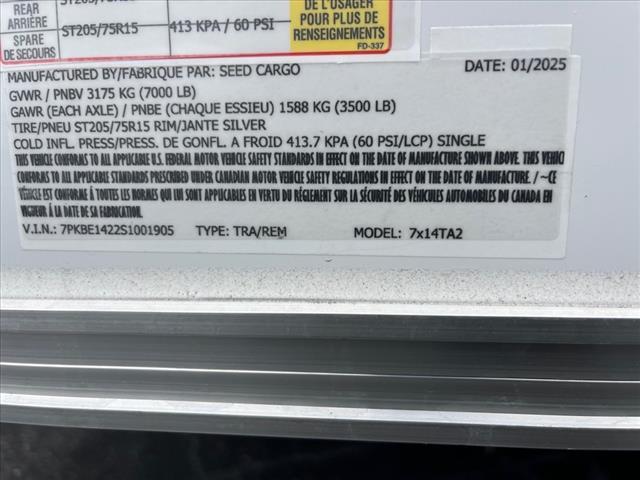 REAR
ARRIÈRE
ST205/75R15
SPARE
DE SECOURS
ST205/75R15
413 KPA / 60 PSI
DE L'USAGER
POUR PLUS DE
RENSEIGNEMENTS
FD-337
MANUFACTURED BY/FABRIQUE PAR: SEED CARGO
DATE: 01/2025
GVWR / PNBV 3175 KG (7000 LB)
GAWR (EACH AXLE) / PNBE (CHAQUE ESSIEU) 1588 KG (3500 LB)
TIRE/PNEU ST205/75R15 RIM/JANTE SILVER
COLD INFL. PRESS/PRESS. DE GONFL. A FROID 413.7 KPA (60 PSI/LCP) SINGLE
THIS VEHICLE CONFORMS TO ALL APPLICABLE U.S. FEDERAL MOTOR VEHICLE SAFETY STANDARDS IN EFFECT ON THE DATE OF MANUFACTURE SHOWN ABOVE. THIS VEHIC
CONFORMS TO ALL APPLICABLE STANDARDS PRESCRIBED UNDER CANADIAN MOTOR VEHICLE SAFETY REGULATIONS IN EFFECT ON THE DATE OF MANUFACTURE. / ~CE
VÉHICULE EST CONFORME À TOUTES LES NORMES QUI LUI SONT APPLICABLES EN VERTU DU RÉGLEMENT SUR LA SÉCURITÉ DES VÉHICULES AUTOMOBILES DU CANADA EN
VIGUEUR À LA DATE DE SA FABRICATION.
V.I.N.: 7PKBE1422S1001905
TYPE: TRA/REM
MODEL: 7x14TA2